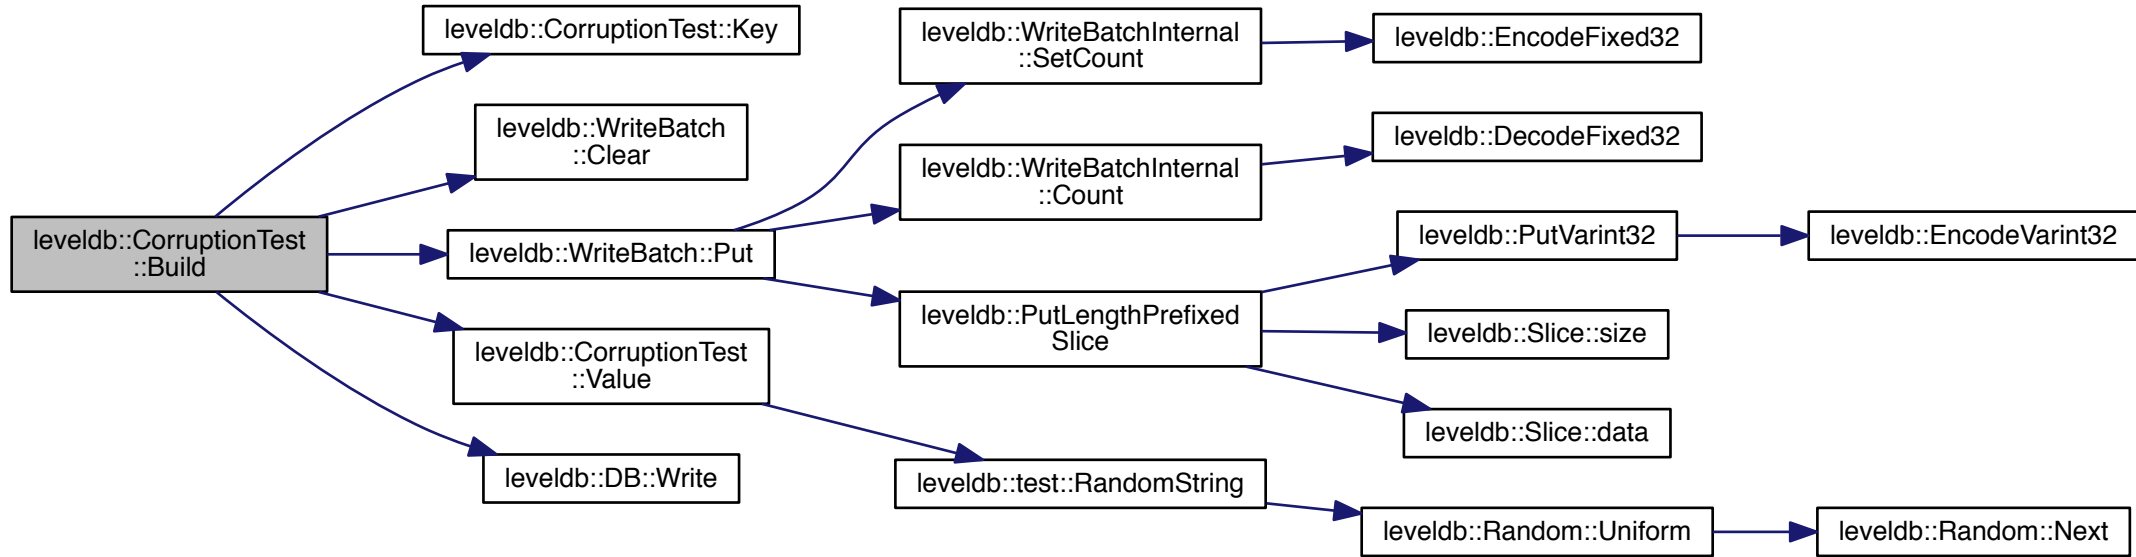 leveldb::CorruptionTest
::Build
leveldb::CorruptionTest::Key
leveldb::WriteBatch
::Clear
leveldb::WriteBatch::Put
leveldb::CorruptionTest
::Value
leveldb::DB::Write
leveldb::WriteBatchInternal
::SetCount
leveldb::WriteBatchInternal
::Count
leveldb::PutLengthPrefixed
Slice
leveldb::test::RandomString
leveldb::EncodeFixed32
leveldb::DecodeFixed32
leveldb::PutVarint32
leveldb::Slice::size
leveldb::Slice::data
leveldb::Random::Uniform
leveldb::EncodeVarint32
leveldb::Random::Next